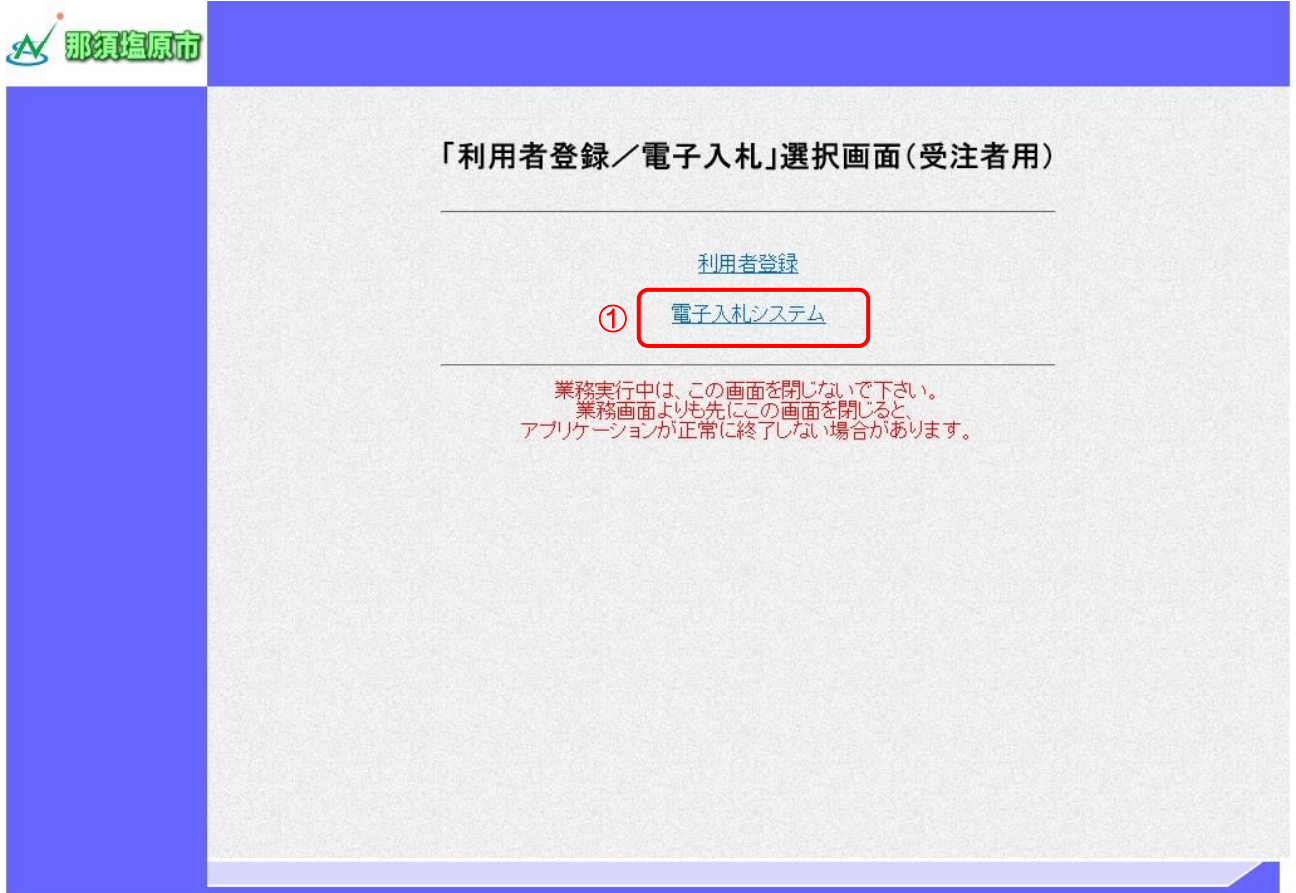 那須塩原市
「利用者登録／電子入札」選択画面(受注者用)
利用者登録
① 電子入札システム
業務実行中は、この画面を閉じないで下さい。
業務画面よりも先にこの画面を閉じると、
アプリケーションが正常に終了しない場合があります。